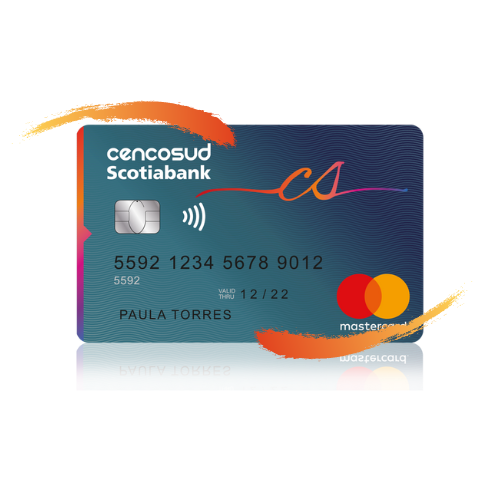 cencosud
Scotiabank
cs
5592 1234 5678 9012
5592
VALID
THRU 12/22
PAULA TORRES
mastercard